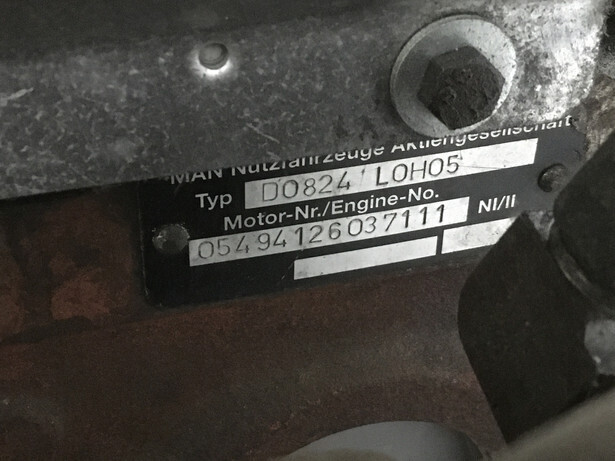 MAN Nutzfahrzeuge Aktiengesellschaft
Typ D0824 LOH05
Motor-Nr./Engine-No. NI/II
05494126037111